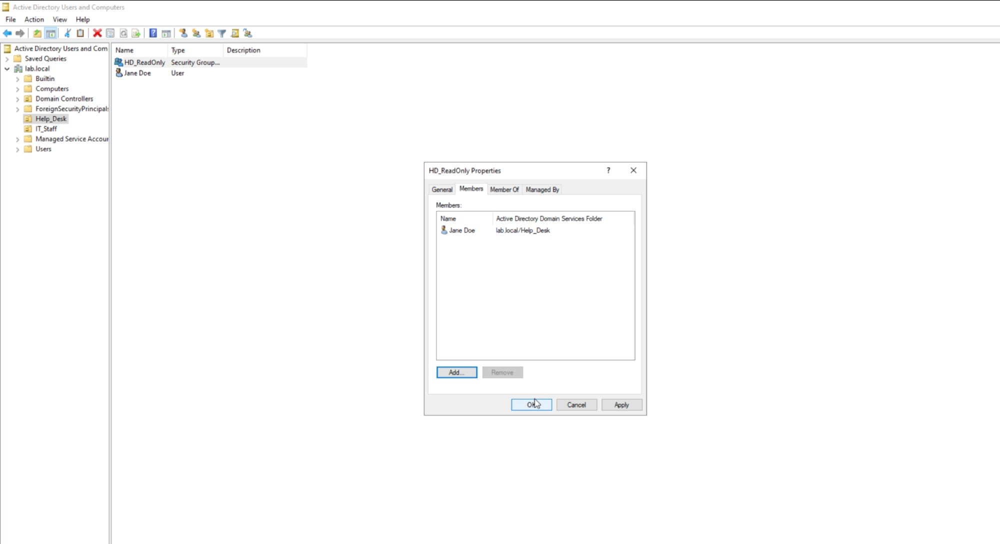 Active Directory Users and Computers
File Action View Help
Active Directory Users and Com
Saved Queries
lab.local
Builtin
Computers
Domain Controllers
ForeignSecurityPrincipals
Help_Desk
IT_Staff
Managed Service Accour
Users
Name Type Description
HD_ReadOnly Security Group...
Jane Doe User
HD_ReadOnly Properties ?
General Members Member Of Managed By
Members:
Name Active Directory Domain Services Folder
Jane Doe lab.local/Help_Desk
Add... Remove
OK Cancel Apply